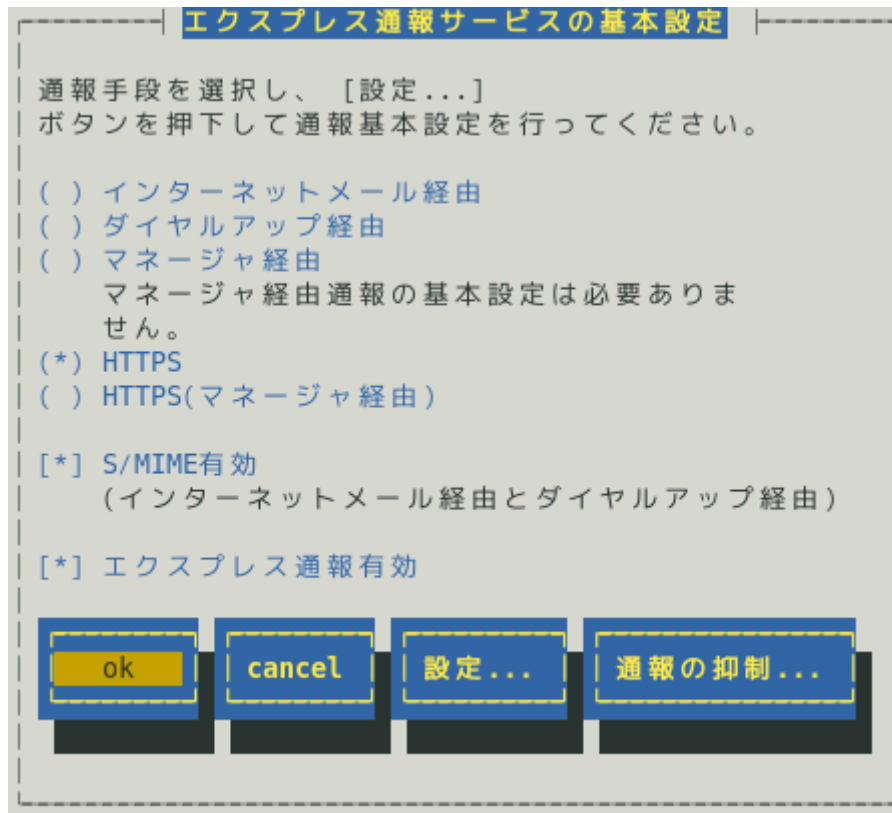 エクスプレス通報サービスの基本設定
通報手段を選択し、 [設定...]
ボタンを押下して通報基本設定を行ってください。
( ) インターネットメール経由
( ) ダイヤルアップ経由
( ) マネージャ経由
マネージャ経由通報の基本設定は必要ありま
せん。
(*) HTTPS
( ) HTTPS(マネージャ経由)
[*] S/MIME有効
(インターネットメール経由とダイヤルアップ経由)
[*] エクスプレス通報有効
ok cancel 設定... 通報の抑制...